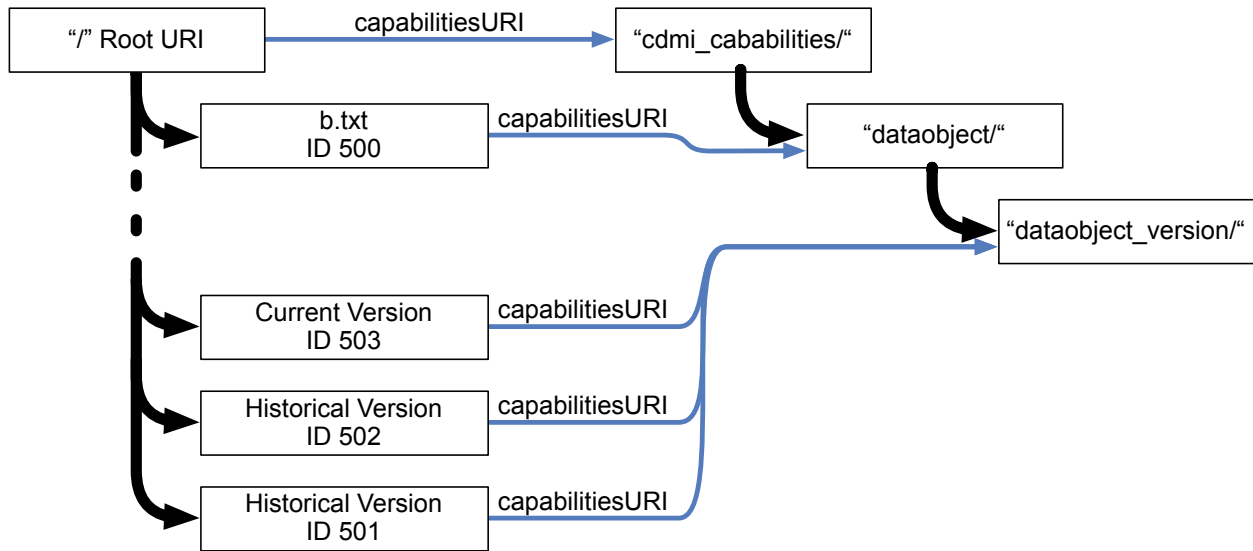 “/” Root URI
capabilitiesURI
“cdmi_cababilities/“
b.txt
ID 500
capabilitiesURI
“dataobject/“
“dataobject_version/“
Current Version
ID 503
capabilitiesURI
Historical Version
ID 502
capabilitiesURI
Historical Version
ID 501
capabilitiesURI